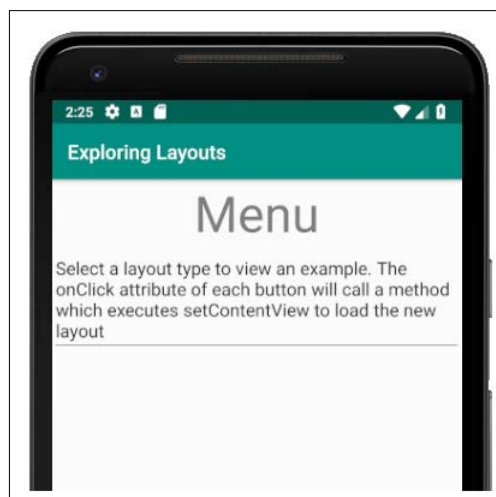 2:25
Exploring Layouts
Menu
Select a layout type to view an example. The
onClick attribute of each button will call a method
which executes setContentView to load the new
layout